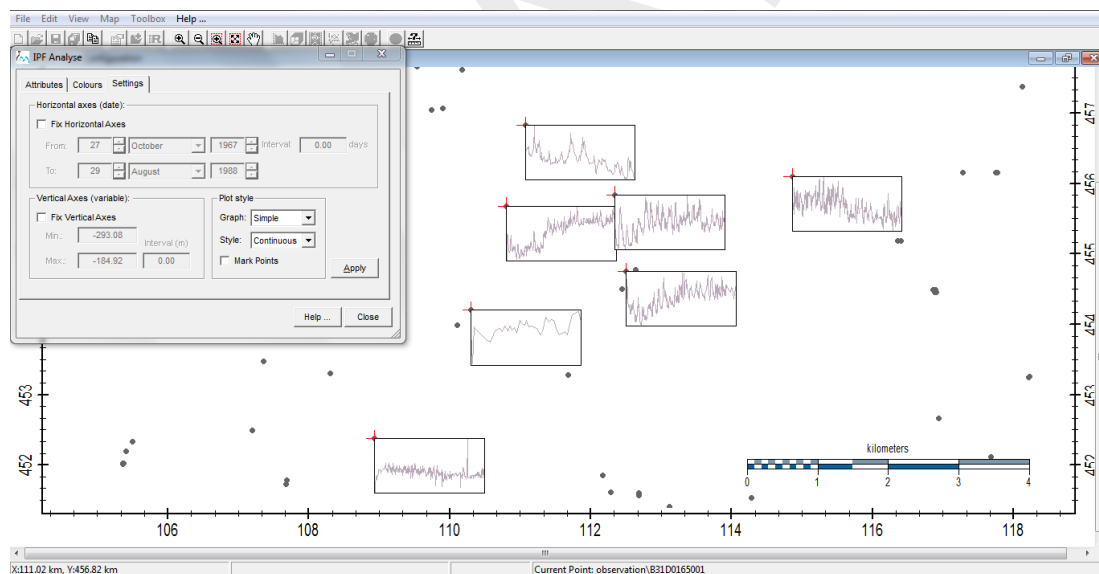 File Edit View Map Toolbox Help ...
IPF Analyse
Attributes Colours Settings
Horizontal axes (date):
Fix Horizontal Axes
From: 27 October 1967 Interval 0.00 days
To: 29 August 1988
Vertical Axes (variable):
Fix Vertical Axes
Min.: -293.08
Interval (m)
Max.: -184.92 0.00
Plot style
Graph: Simple
Style: Continuous
Mark Points
Apply
Help ... Close
453
452
457
456
455
454
453
452
106 108 110 112 114 116 118
kilometers
0 1 2 3 4
X:111.02 km, Y:456.82 km
Current Point: observation\B31D0165001